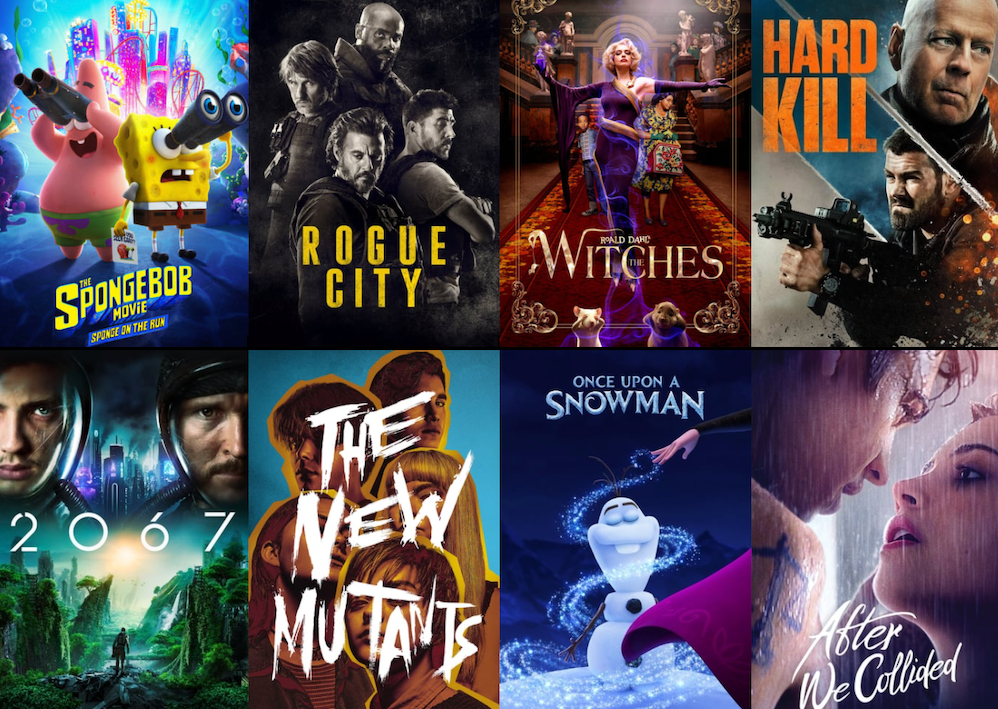 THE
SPONGEBOB
MOVIE
SPONGE ON THE RUN
ROGUE
CITY
ROALD DAHL'S
THE
WITCHES
HARD
KILL
2067
THE
NEW
MUTANTS
ONCE UPON A
SNOWMAN
After
We Collided